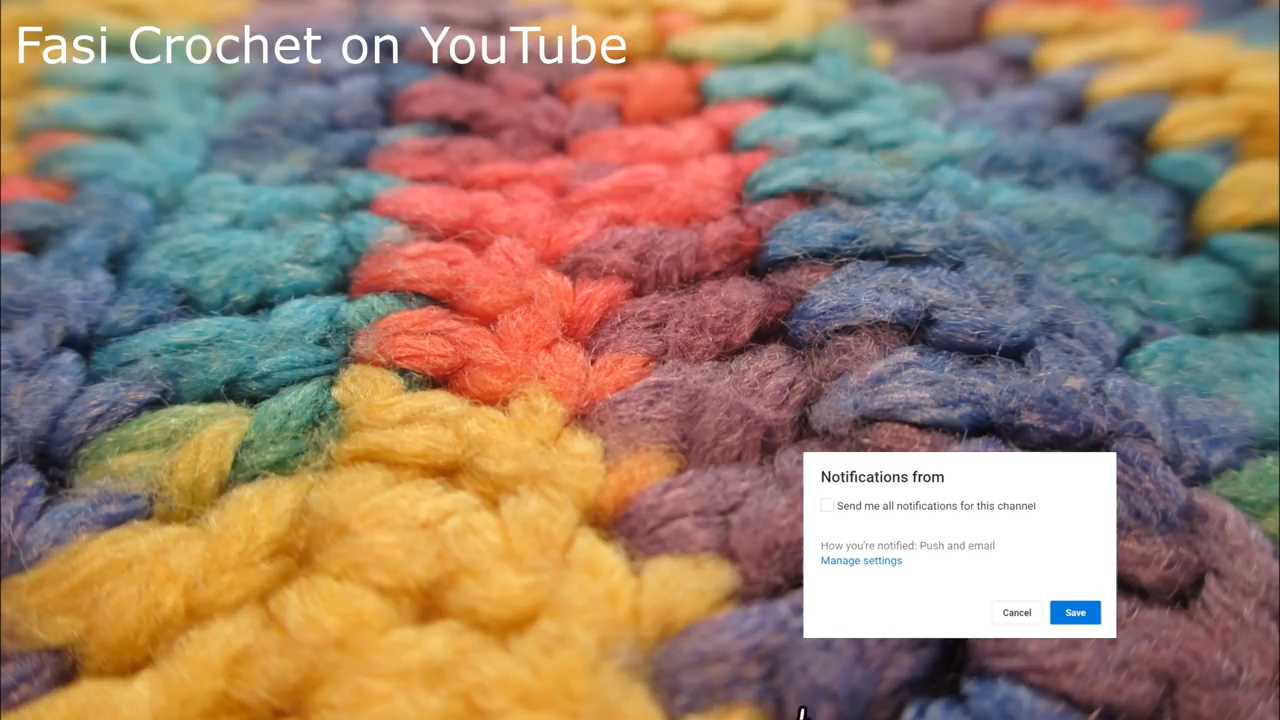 Fasi Crochet on YouTube
Notifications from
Send me all notifications for this channel
How you're notified: Push and email
Manage settings
Cancel
Save